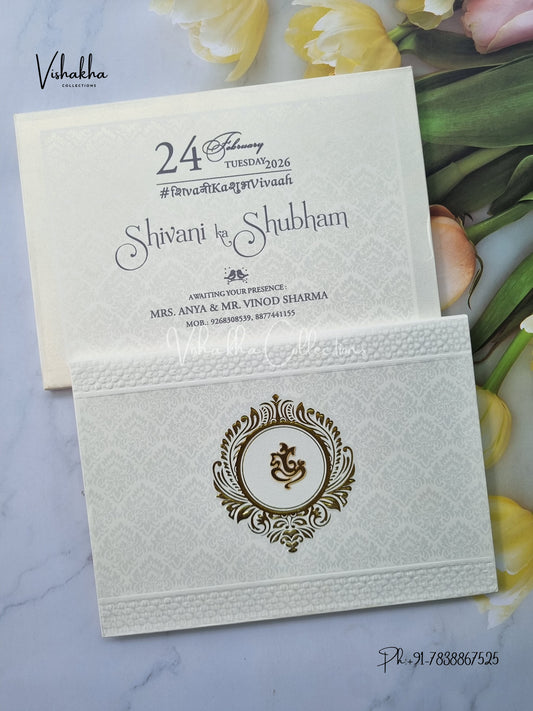 Vishakha
COLLECTIONS
24 February
TUESDAY 2026
#शिvaनीKaशुभVivaah
Shivani ka Shubham
AWAITING YOUR PRESENCE :
MRS. ANYA & MR. VINOD SHARMA
MOB.: 9268308539, 8877441155
Vishakha Collections
Ph:+91-7838867525